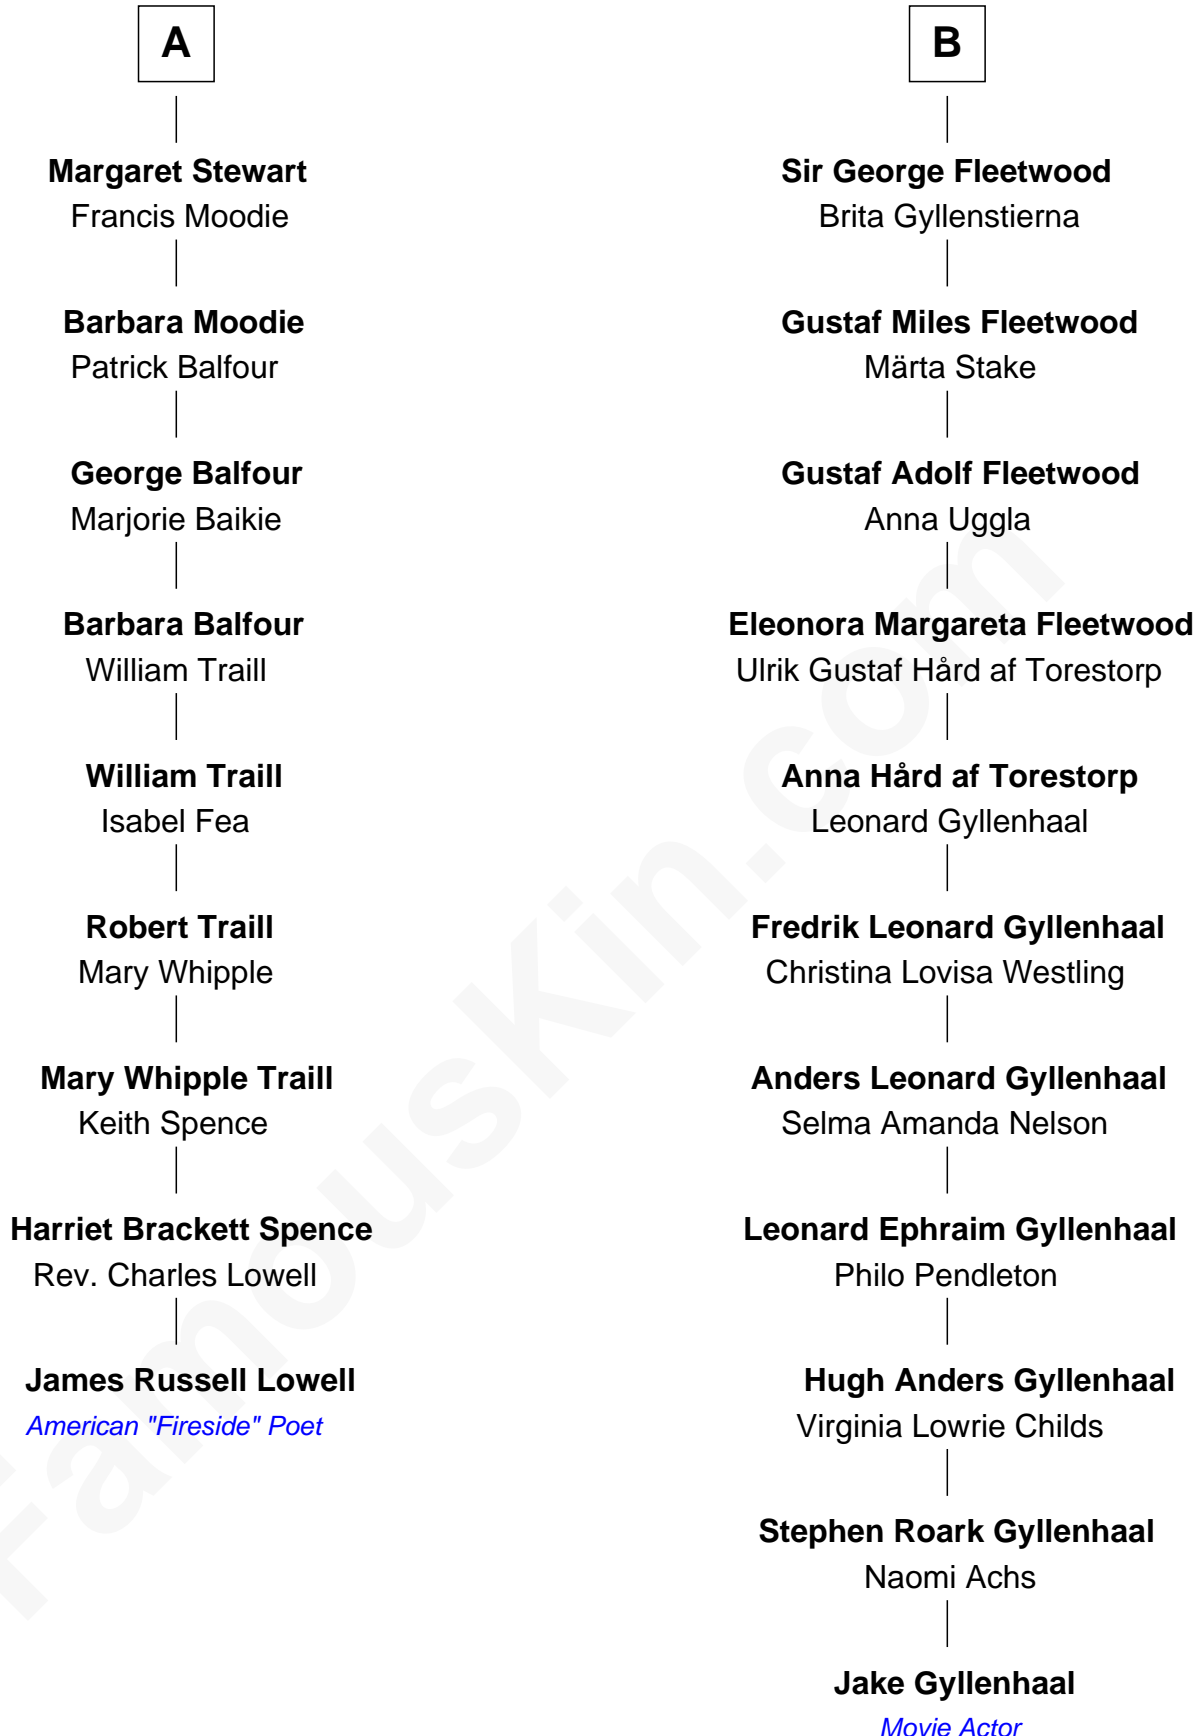 A
Margaret Stewart
Francis Moodie
Barbara Moodie
Patrick Balfour
George Balfour
Marjorie Baikie
Barbara Balfour
William Traill
William Traill
Isabel Fea
Robert Traill
Mary Whipple
Mary Whipple Traill
Keith Spence
Harriet Brackett Spence
Rev. Charles Lowell
James Russell Lowell
American "Fireside" Poet
B
Sir George Fleetwood
Brita Gyllenstierna
Gustaf Miles Fleetwood
Märta Stake
Gustaf Adolf Fleetwood
Anna Uggla
Eleonora Margareta Fleetwood
Ulrik Gustaf Hård af Torestorp
Anna Hård af Torestorp
Leonard Gyllenhaal
Fredrik Leonard Gyllenhaal
Christina Lovisa Westling
Anders Leonard Gyllenhaal
Selma Amanda Nelson
Leonard Ephraim Gyllenhaal
Philo Pendleton
Hugh Anders Gyllenhaal
Virginia Lowrie Childs
Stephen Roark Gyllenhaal
Naomi Achs
Jake Gyllenhaal
Movie Actor
FamousKin.com